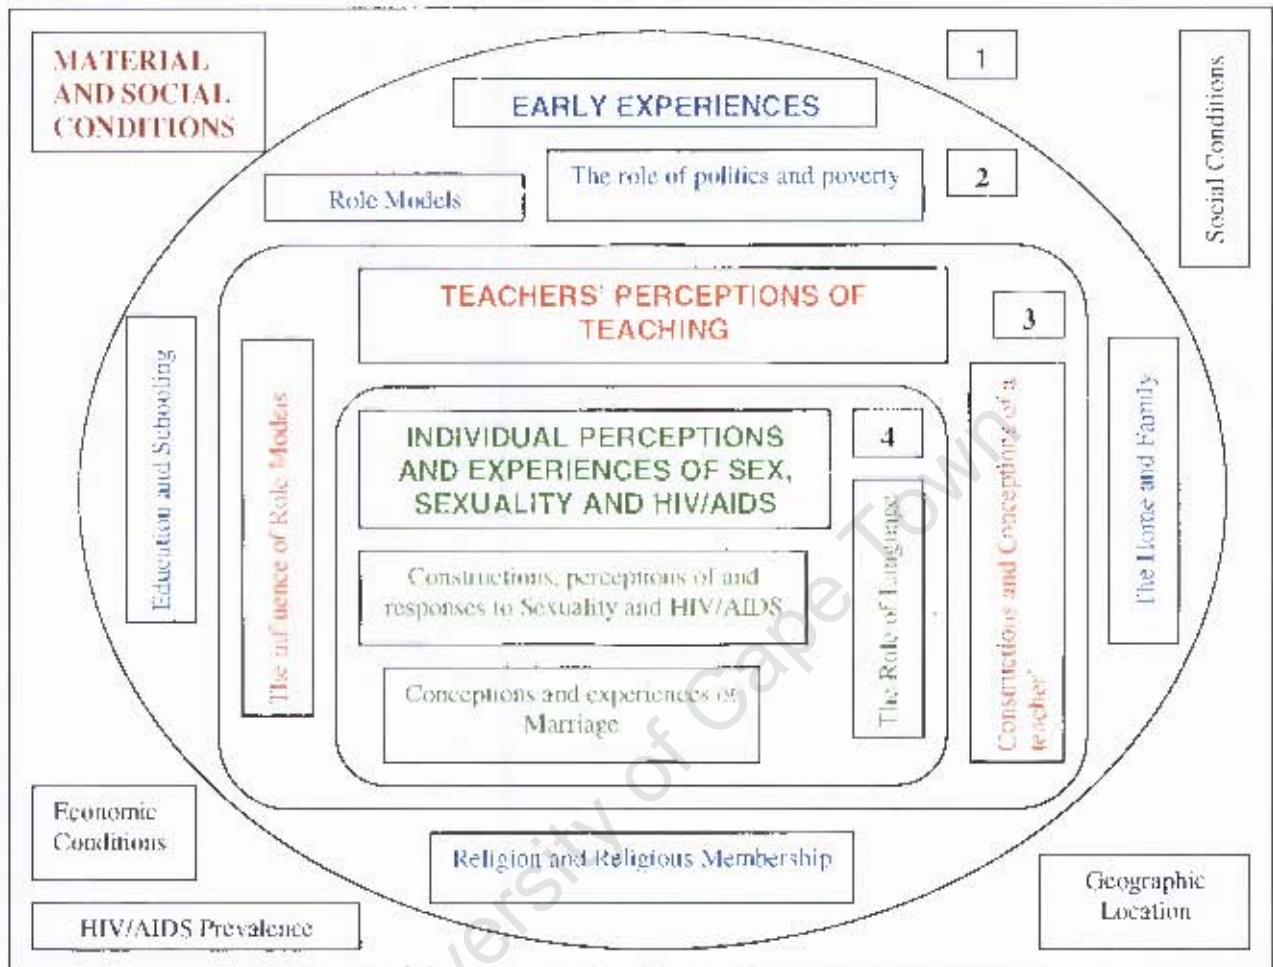 MATERIAL
AND SOCIAL
CONDITIONS
1
Social Conditions
EARLY EXPERIENCES
Role Models
The role of politics and poverty
2
TEACHERS' PERCEPTIONS OF
TEACHING
3
Education and Schooling
The Influence of Role Models
INDIVIDUAL PERCEPTIONS
AND EXPERIENCES OF SEX,
SEXUALITY AND HIV/AIDS
4
Constructions, perceptions of and
responses to Sexuality and HIV/AIDS
Conceptions and experiences of
Marriage
The Role of Language
Constructions and Conceptions of a
teacher'
The Home and Family
Economic
Conditions
HIV/AIDS Prevalence
Religion and Religious Membership
Geographic
Location
University of Cape Town